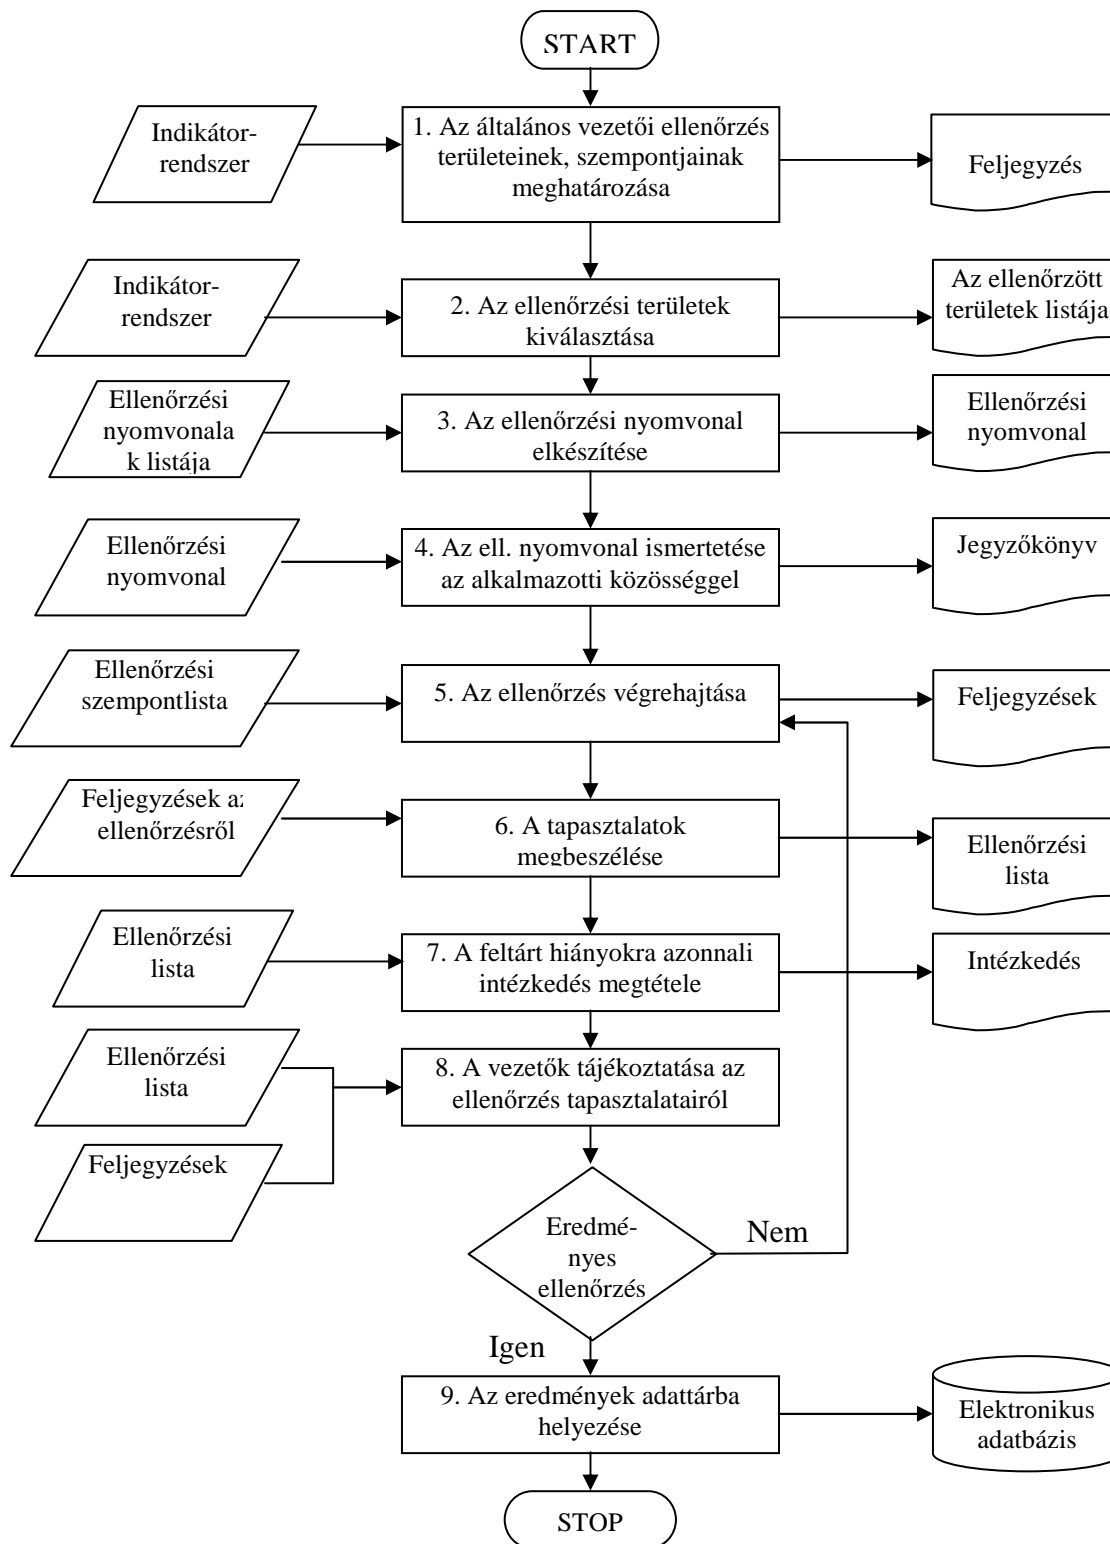 START
Indikátor-
rendszer
1. Az általános vezetői ellenőrzés
területeinek, szempontjainak
meghatározása
Feljegyzés
Indikátor-
rendszer
2. Az ellenőrzési területek
kiválasztása
Az ellenőrzött
területek listája
Ellenőrzési
nyomvonala
k listája
3. Az ellenőrzési nyomvonal
elkészítése
Ellenőrzési
nyomvonal
Ellenőrzési
nyomvonal
4. Az ell. nyomvonal ismertetése
az alkalmazotti közösséggel
Jegyzőkönyv
Ellenőrzési
szempontlista
5. Az ellenőrzés végrehajtása
Feljegyzések
Feljegyzések az
ellenőrzésről
6. A tapasztalatok
megbeszélése
Ellenőrzési
lista
Ellenőrzési
lista
7. A feltárt hiányokra azonnali
intézkedés megtétele
Intézkedés
Ellenőrzési
lista
8. A vezetők tájékoztatása az
ellenőrzés tapasztalatairól
Feljegyzések
Eredmé-
nyes
ellenőrzés
Nem
Igen
9. Az eredmények adattárba
helyezése
Elektronikus
adatbázis
STOP